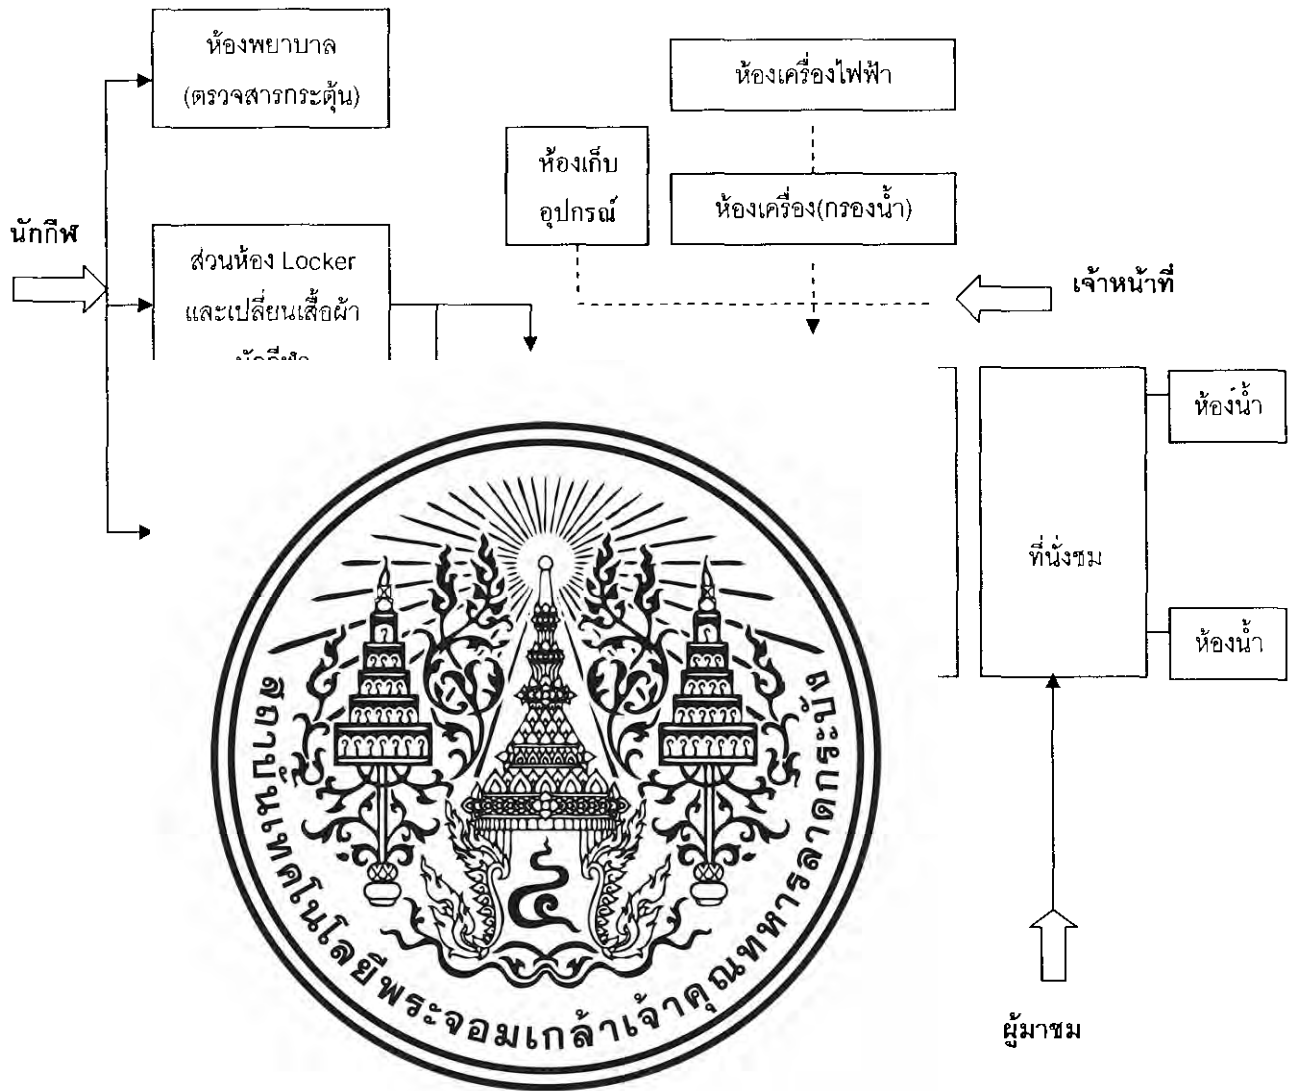 ห้องพยาบาล
(ตรวจสารกระตุ้น)
ห้องเครื่องไฟฟ้า
ห้องเก็บ
อุปกรณ์
ห้องเครื่อง(กรองน้ำ)
นักกีฬ
ส่วนห้อง Locker
และเปลี่ยนเสื้อผ้า
นักกีฬา
เจ้าหน้าที่
ห้องน้ำ
ที่นั่งชม
ห้องน้ำ
สถาบันเทคโนโลยีพระจอมเกล้าเจ้าคุณทหารลาดกระบัง
๔
ผู้มาชม